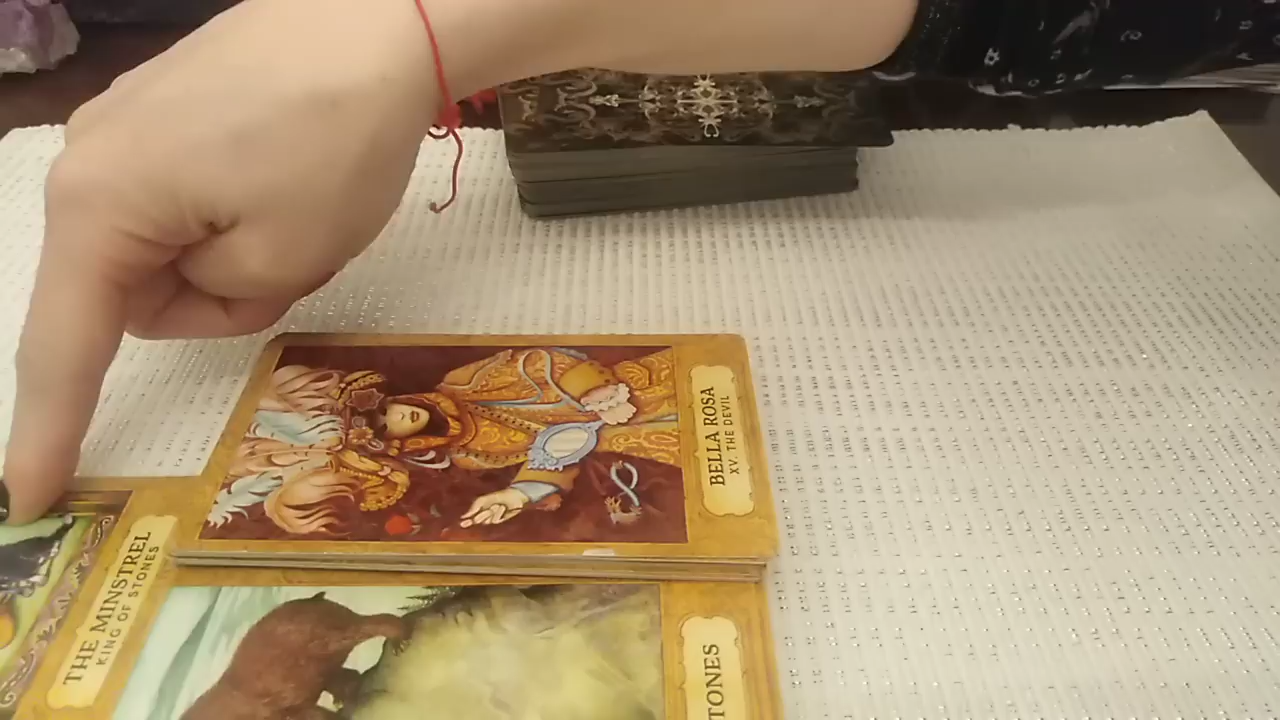 BELLA ROSA
XV. THE DEVIL
THE MINSTREL
KING OF STONES
TONES